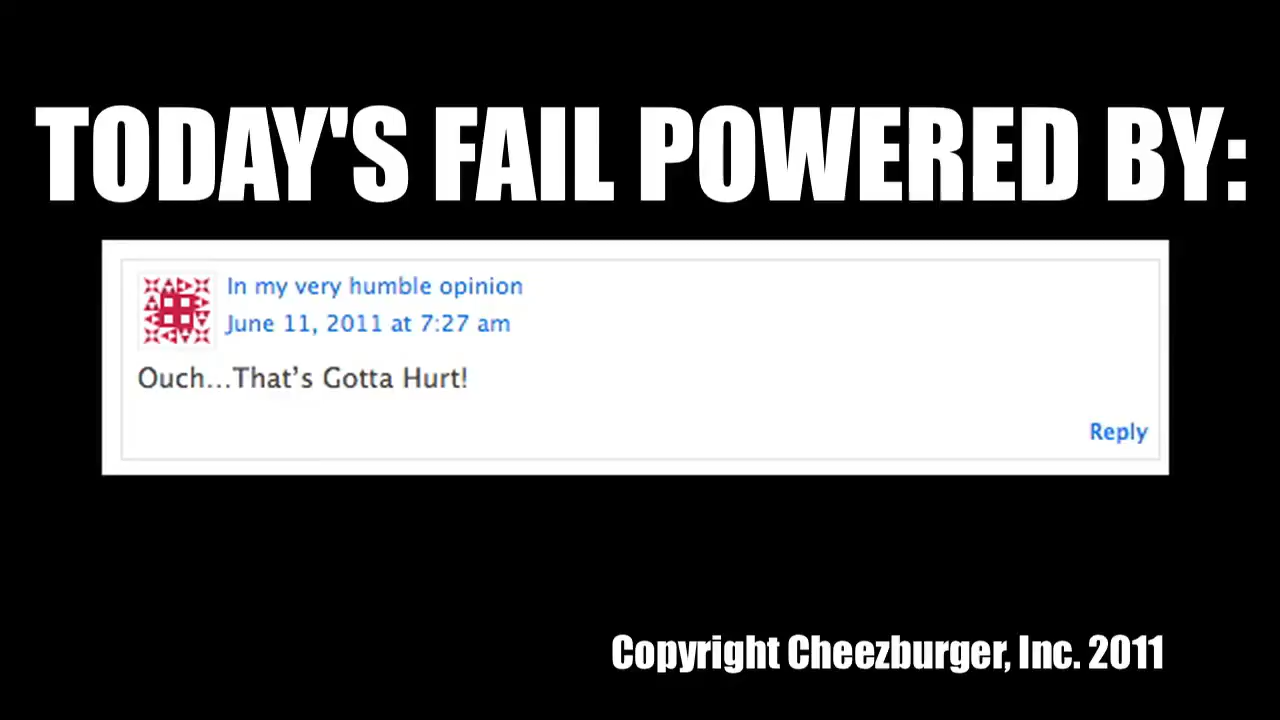 TODAY'S FAIL POWERED BY:
In my very humble opinion
June 11, 2011 at 7:27 am
Ouch...That's Gotta Hurt!
Reply
Copyright Cheezburger, Inc. 2011